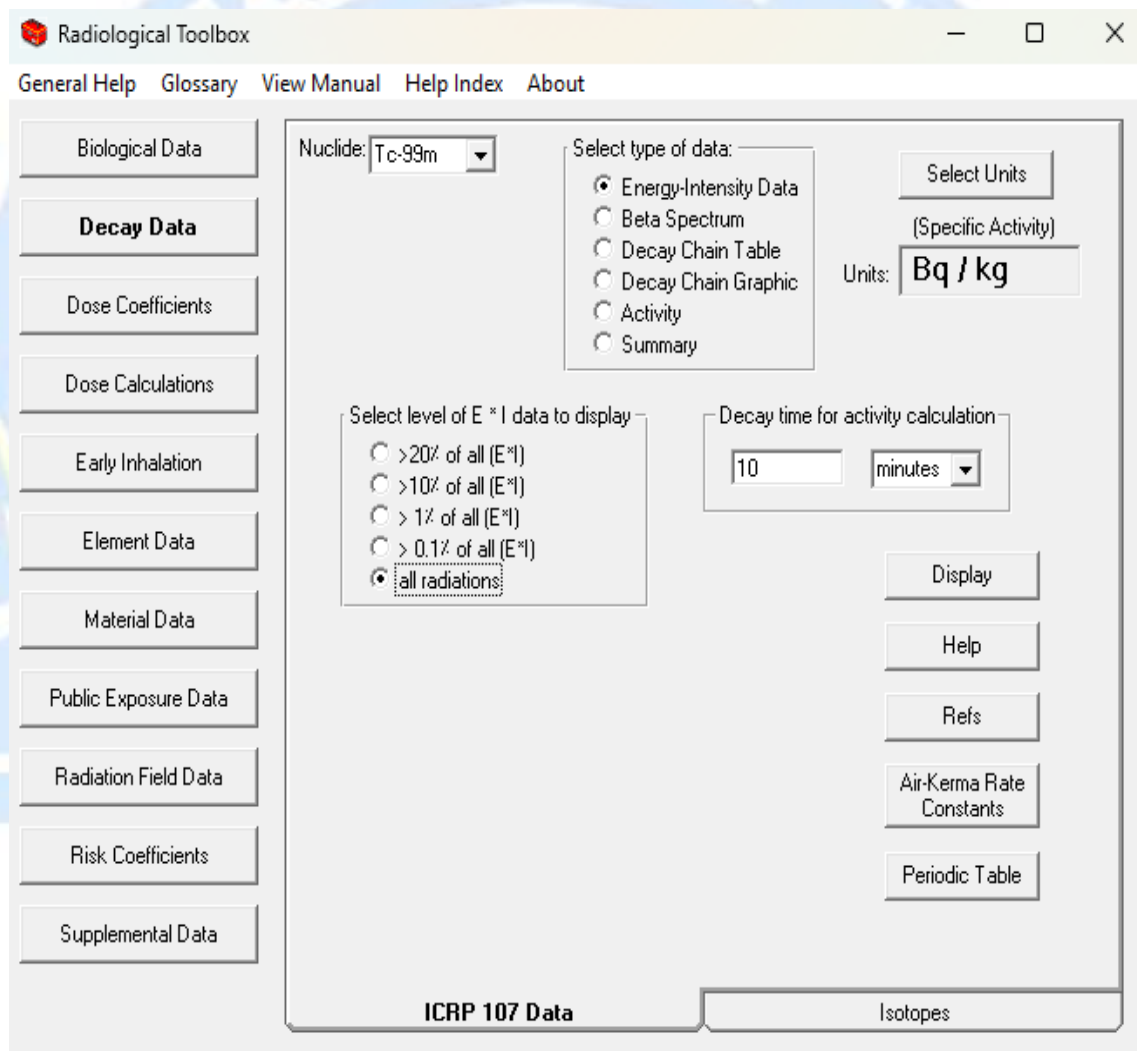 Radiological Toolbox
General Help Glossary View Manual Help Index About
Biological Data
Decay Data
Dose Coefficients
Dose Calculations
Early Inhalation
Element Data
Material Data
Public Exposure Data
Radiation Field Data
Risk Coefficients
Supplemental Data
Nuclide: Tc-99m
Select type of data:
Energy-Intensity Data
Beta Spectrum
Decay Chain Table
Decay Chain Graphic
Activity
Summary
Select Units
(Specific Activity)
Units: Bq / kg
Select level of E * I data to display
>20% of all (E*I)
>10% of all (E*I)
> 1% of all (E*I)
> 0.1% of all (E*I)
all radiations
Decay time for activity calculation
10 minutes
Display
Help
Refs
Air-Kerma Rate
Constants
Periodic Table
ICRP 107 Data
Isotopes